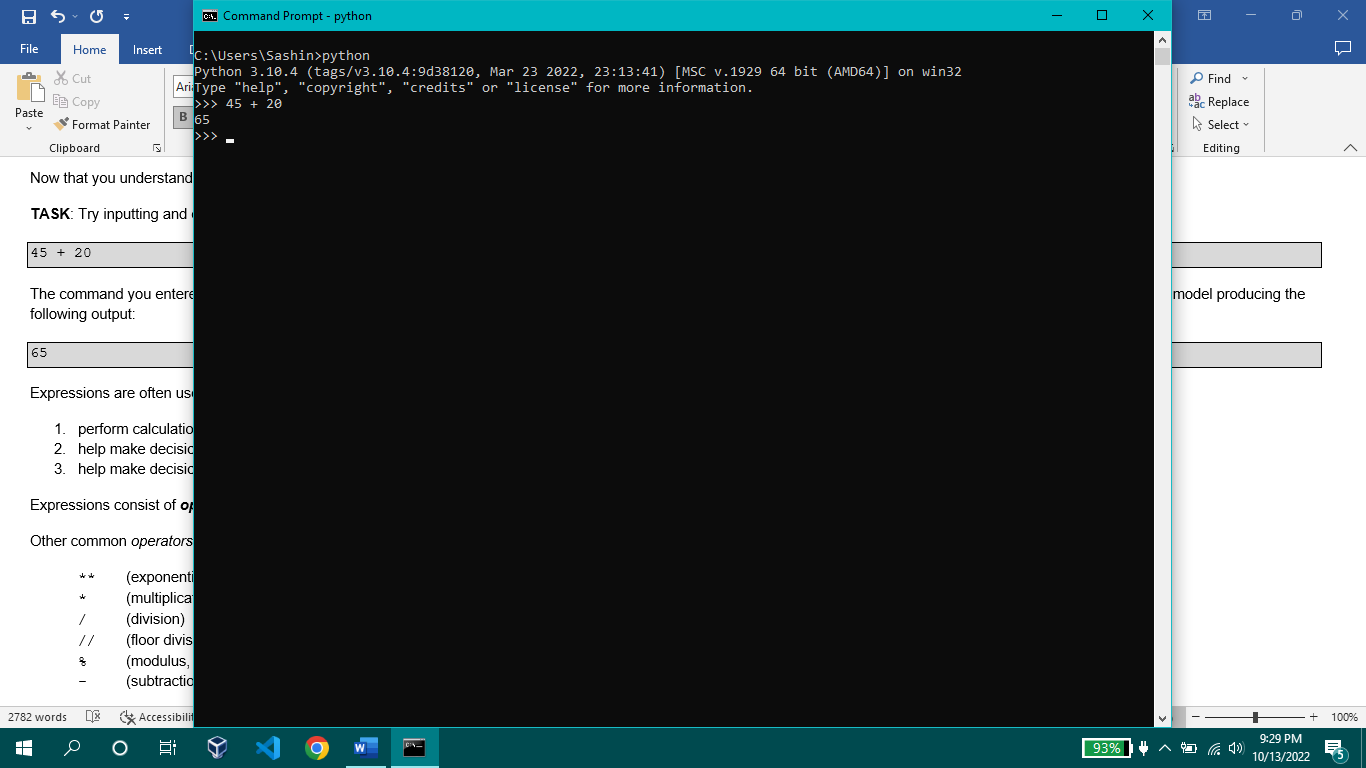 Command Prompt - python
File
Home
Insert
Cut
Copy
Format Painter
Paste
Clipboard
B
Find
Replace
Select
Editing
C:\Users\Sashin>python
Python 3.10.4 (tags/v3.10.4:9d38120, Mar 23 2022, 23:13:41) [MSC v.1929 64 bit (AMD64)] on win32
Type "help", "copyright", "credits" or "license" for more information.
>>> 45 + 20
65
>>>
Now that you understand
TASK: Try inputting and
45 + 20
The command you entere model producing the
following output:
65
Expressions are often
1. perform calculatio
2. help make decisio
3. help make decisio
Expressions consist of
Other common operators
** (exponenti
* (multiplica
/ (division)
// (floor divis
% (modulus,
- (subtractio
2782 words
Accessibili
100%
93%
9:29 PM
10/13/2022
5